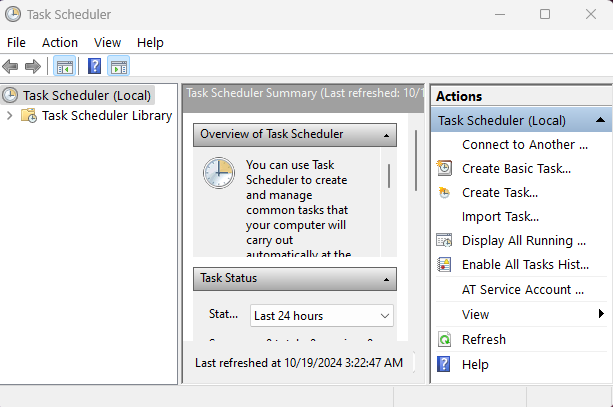 Task Scheduler
File Action View Help
Task Scheduler (Local)
Task Scheduler Library
Task Scheduler Summary (Last refreshed: 10/1
Overview of Task Scheduler
You can use Task
Scheduler to create
and manage
common tasks that
your computer will
carry out
automatically at the
Task Status
Stat...
Last 24 hours
Last refreshed at 10/19/2024 3:22:47 AM
Actions
Task Scheduler (Local)
Connect to Another ...
Create Basic Task...
Create Task...
Import Task...
Display All Running ...
Enable All Tasks Hist...
AT Service Account ...
View
Refresh
Help